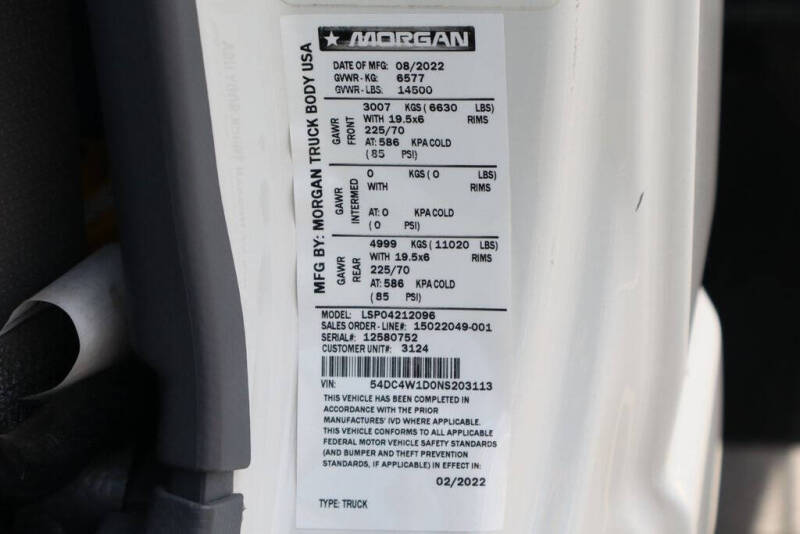 MORGAN
MFG BY: MORGAN TRUCK BODY USA
DATE OF MFG: 08/2022
GVWR - KG: 6577
GVWR - LBS: 14500
GAWR FRONT
3007 KGS ( 6630 LBS)
WITH 19.5x6 RIMS
225/70
AT: 586 KPA COLD
( 85 PSI)
GAWR INTERMED
0 KGS ( 0 LBS)
WITH RIMS
AT: 0 KPA COLD
( 0 PSI)
GAWR REAR
4999 KGS ( 11020 LBS)
WITH 19.5x6 RIMS
225/70
AT: 586 KPA COLD
( 85 PSI)
MODEL: LSP04212096
SALES ORDER - LINE#: 15022049-001
SERIAL#: 12580752
CUSTOMER UNIT#: 3124
VIN: 54DC4W1D0NS203113
THIS VEHICLE HAS BEEN COMPLETED IN
ACCORDANCE WITH THE PRIOR
MANUFACTURES' IVD WHERE APPLICABLE.
THIS VEHICLE CONFORMS TO ALL APPLICABLE
FEDERAL MOTOR VEHICLE SAFETY STANDARDS
(AND BUMPER AND THEFT PREVENTION
STANDARDS, IF APPLICABLE) IN EFFECT IN:
02/2022
TYPE: TRUCK